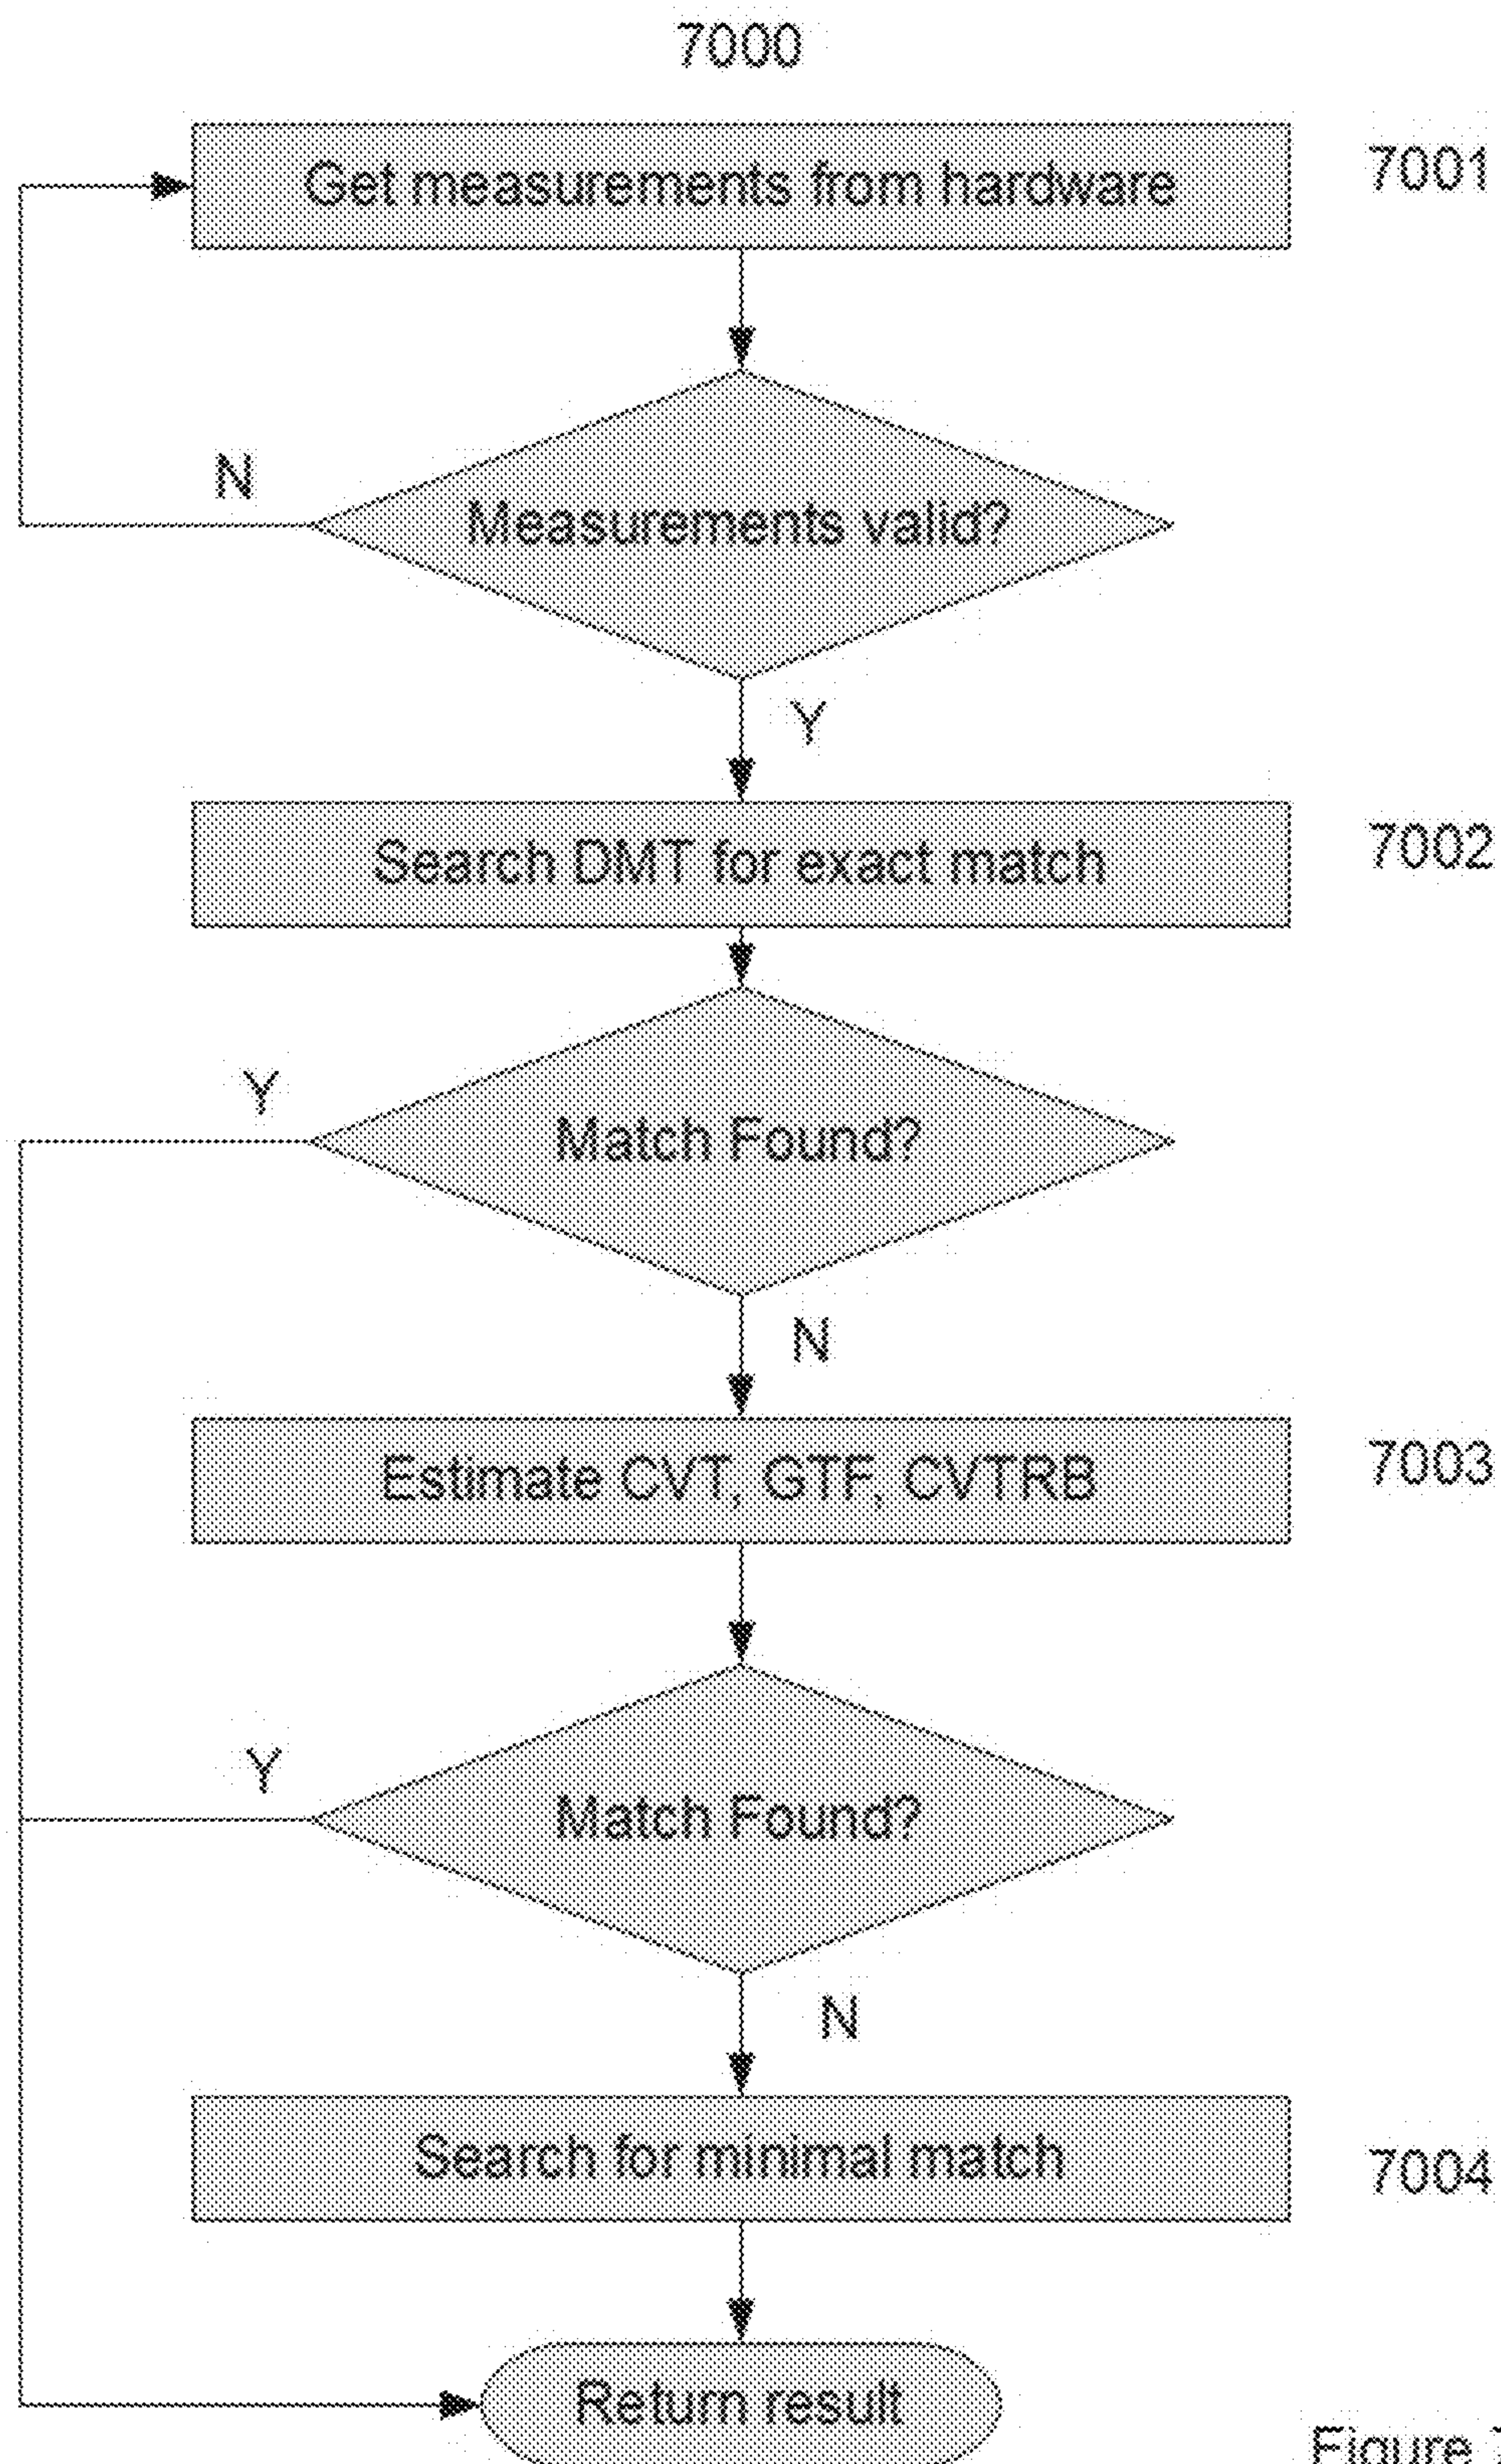 7000
Get measurements from hardware
7001
N
Measurements valid?
Y
Search DMT for exact match
7002
Y
Match Found?
N
Estimate CVT, GTF, CVTRB
7003
Y
Match Found?
N
Search for minimal match
7004
Return result
Figure